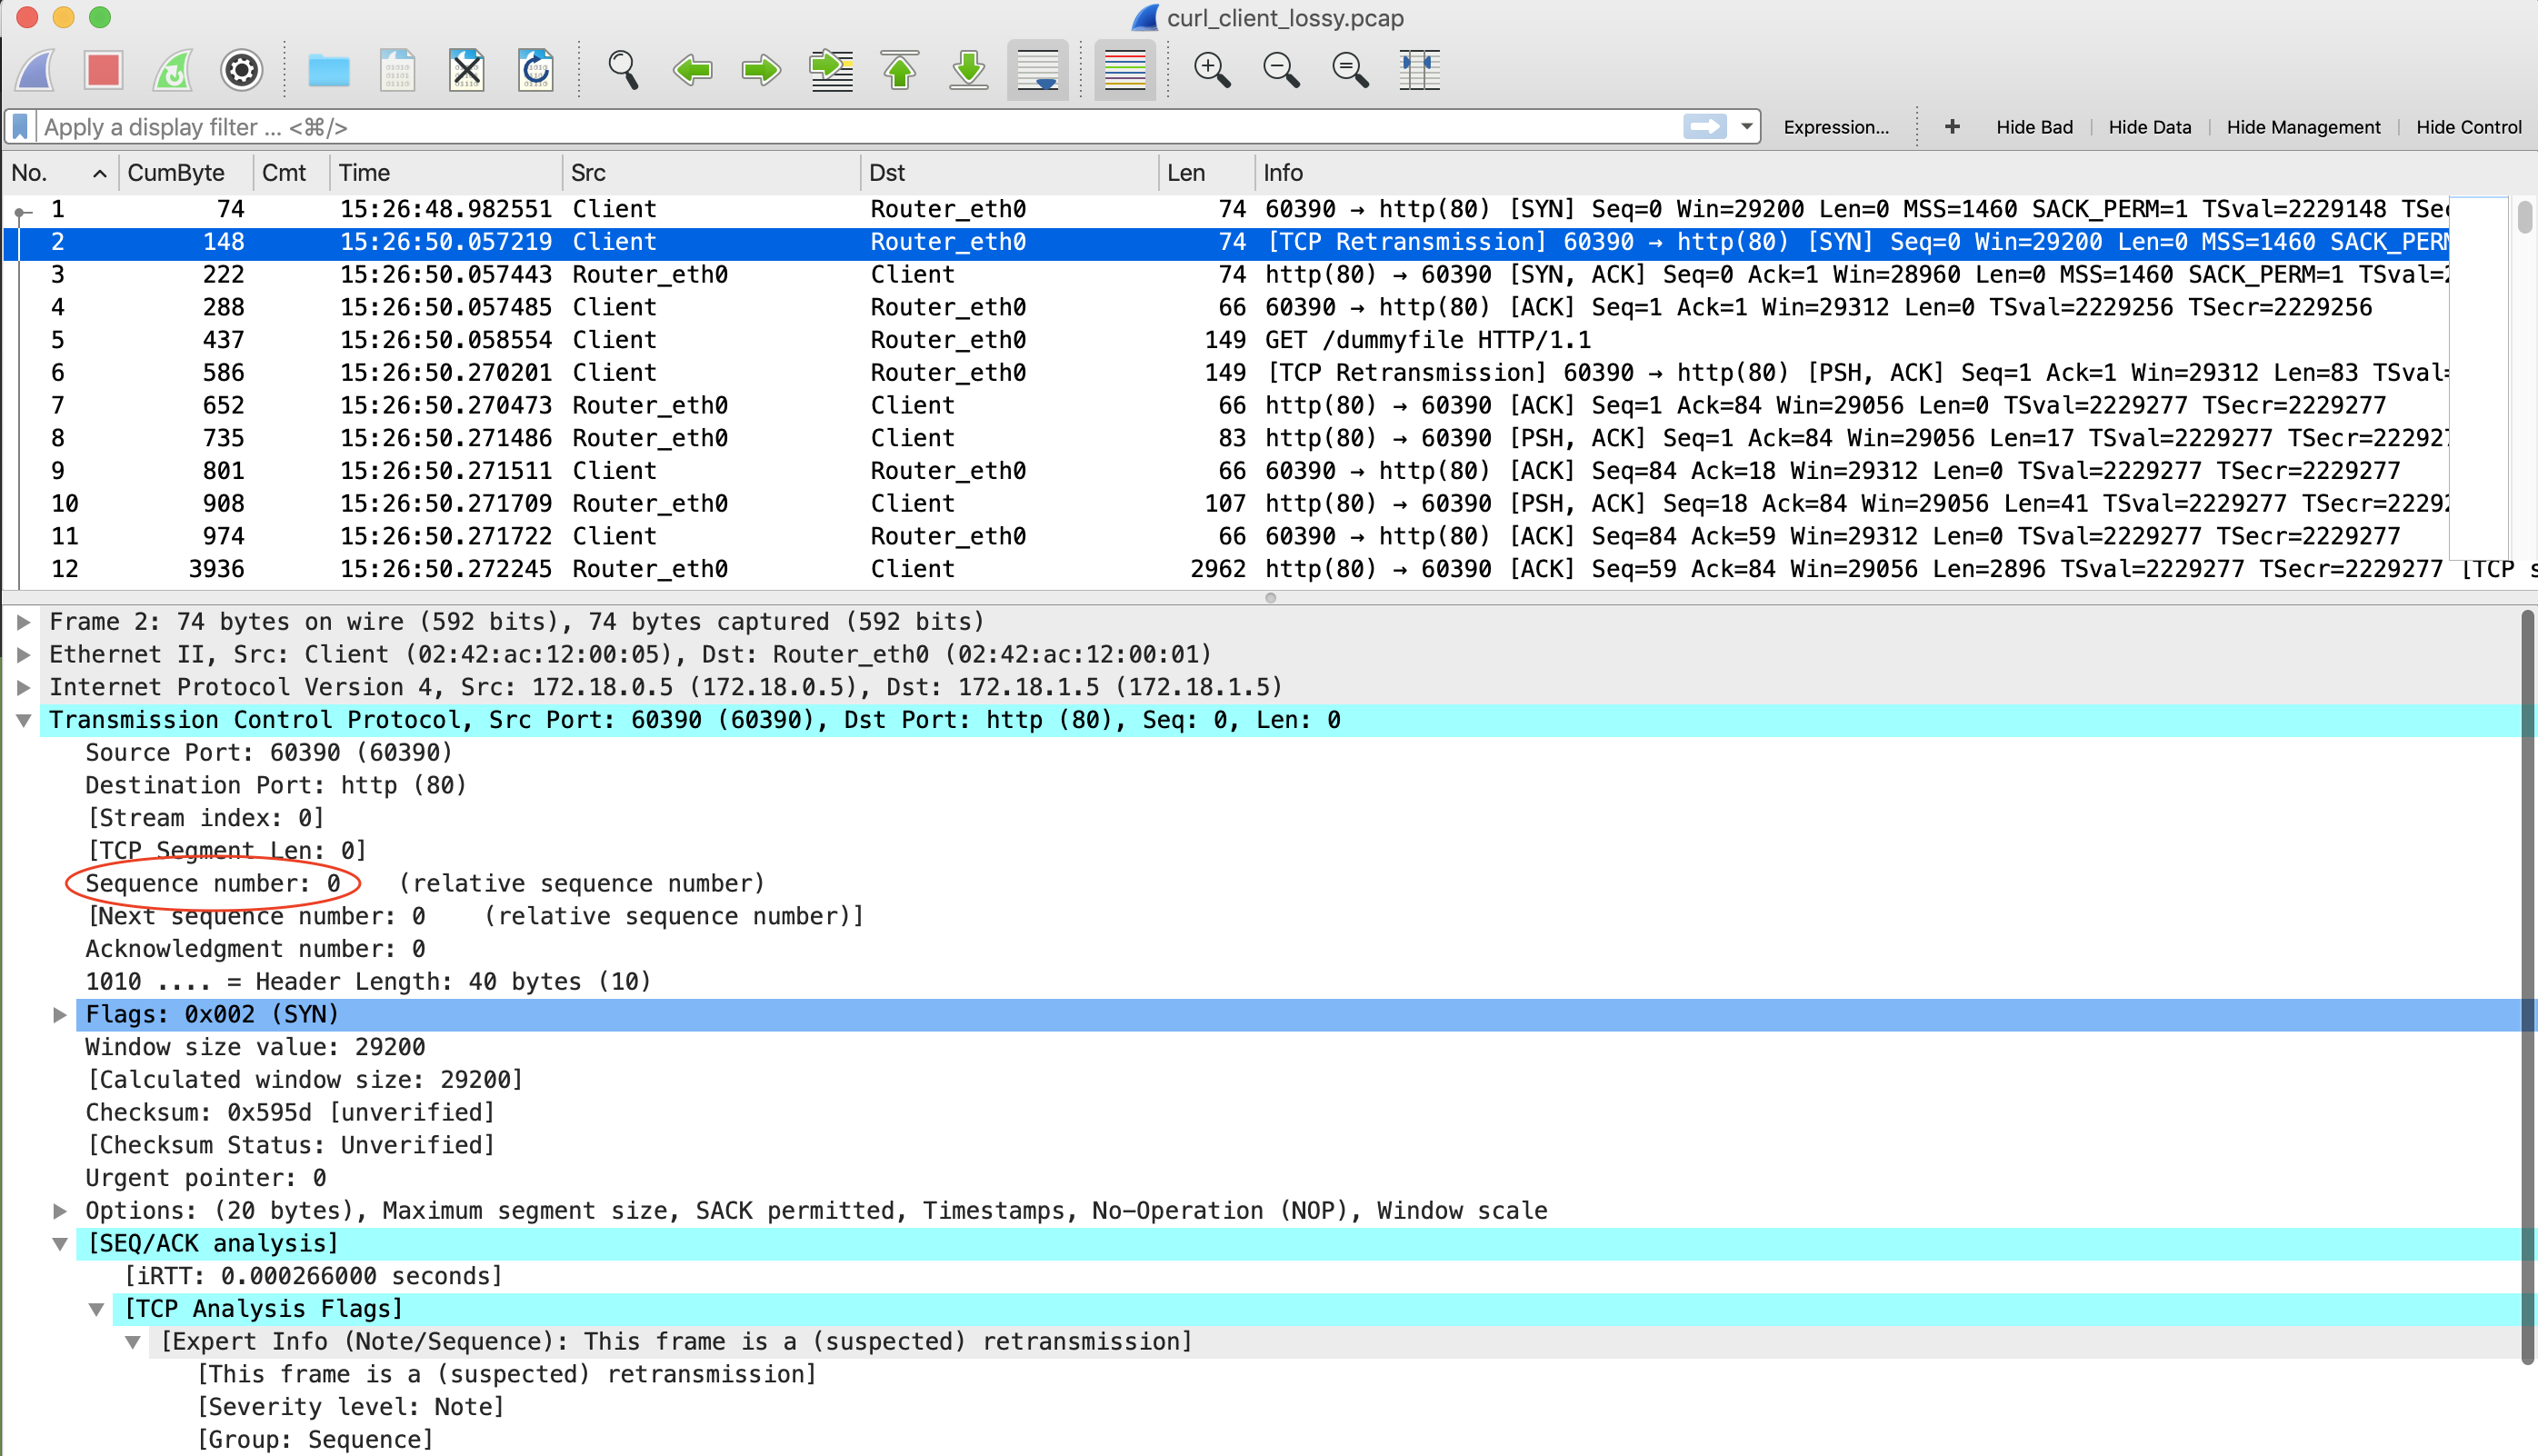 curl_client_lossy.pcap
Apply a display filter ... <⌘/> Expression... + Hide Bad Hide Data Hide Management Hide Control
No. CumByte Cmt Time Src Dst Len Info
1 74 15:26:48.982551 Client Router_eth0 74 60390 → http(80) [SYN] Seq=0 Win=29200 Len=0 MSS=1460 SACK_PERM=1 TSval=2229148 TSe
2 148 15:26:50.057219 Client Router_eth0 74 [TCP Retransmission] 60390 → http(80) [SYN] Seq=0 Win=29200 Len=0 MSS=1460 SACK_PERM
3 222 15:26:50.057443 Router_eth0 Client 74 http(80) → 60390 [SYN, ACK] Seq=0 Ack=1 Win=28960 Len=0 MSS=1460 SACK_PERM=1 TSval=2
4 288 15:26:50.057485 Client Router_eth0 66 60390 → http(80) [ACK] Seq=1 Ack=1 Win=29312 Len=0 TSval=2229256 TSecr=2229256
5 437 15:26:50.058554 Client Router_eth0 149 GET /dummyfile HTTP/1.1
6 586 15:26:50.270201 Client Router_eth0 149 [TCP Retransmission] 60390 → http(80) [PSH, ACK] Seq=1 Ack=1 Win=29312 Len=83 TSval=
7 652 15:26:50.270473 Router_eth0 Client 66 http(80) → 60390 [ACK] Seq=1 Ack=84 Win=29056 Len=0 TSval=2229277 TSecr=2229277
8 735 15:26:50.271486 Router_eth0 Client 83 http(80) → 60390 [PSH, ACK] Seq=1 Ack=84 Win=29056 Len=17 TSval=2229277 TSecr=222927
9 801 15:26:50.271511 Client Router_eth0 66 60390 → http(80) [ACK] Seq=84 Ack=18 Win=29312 Len=0 TSval=2229277 TSecr=2229277
10 908 15:26:50.271709 Router_eth0 Client 107 http(80) → 60390 [PSH, ACK] Seq=18 Ack=84 Win=29056 Len=41 TSval=2229277 TSecr=22292
11 974 15:26:50.271722 Client Router_eth0 66 60390 → http(80) [ACK] Seq=84 Ack=59 Win=29312 Len=0 TSval=2229277 TSecr=2229277
12 3936 15:26:50.272245 Router_eth0 Client 2962 http(80) → 60390 [ACK] Seq=59 Ack=84 Win=29056 Len=2896 TSval=2229277 TSecr=2229277 [TCP s
Frame 2: 74 bytes on wire (592 bits), 74 bytes captured (592 bits)
Ethernet II, Src: Client (02:42:ac:12:00:05), Dst: Router_eth0 (02:42:ac:12:00:01)
Internet Protocol Version 4, Src: 172.18.0.5 (172.18.0.5), Dst: 172.18.1.5 (172.18.1.5)
Transmission Control Protocol, Src Port: 60390 (60390), Dst Port: http (80), Seq: 0, Len: 0
Source Port: 60390 (60390)
Destination Port: http (80)
[Stream index: 0]
[TCP Segment Len: 0]
Sequence number: 0 (relative sequence number)
[Next sequence number: 0 (relative sequence number)]
Acknowledgment number: 0
1010 .... = Header Length: 40 bytes (10)
Flags: 0x002 (SYN)
Window size value: 29200
[Calculated window size: 29200]
Checksum: 0x595d [unverified]
[Checksum Status: Unverified]
Urgent pointer: 0
Options: (20 bytes), Maximum segment size, SACK permitted, Timestamps, No-Operation (NOP), Window scale
[SEQ/ACK analysis]
[iRTT: 0.000266000 seconds]
[TCP Analysis Flags]
[Expert Info (Note/Sequence): This frame is a (suspected) retransmission]
[This frame is a (suspected) retransmission]
[Severity level: Note]
[Group: Sequence]